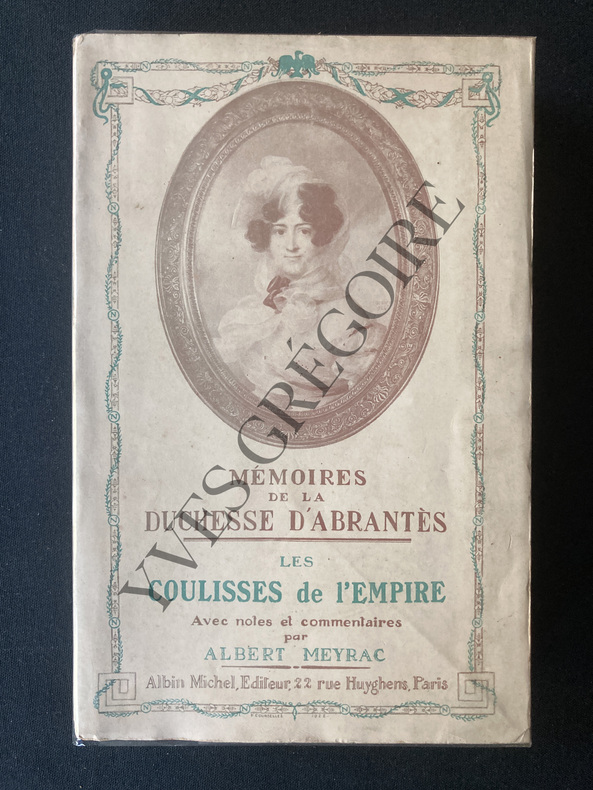 MÉMOIRES
DE LA
DUCHESSE D'ABRANTÈS
LES
COULISSES de l'EMPIRE
Avec notes et commentaires
par
ALBERT MEYRAC
Albin Michel, Editeur, 22 rue Huyghens, Paris
YVES GRÉGOIRE